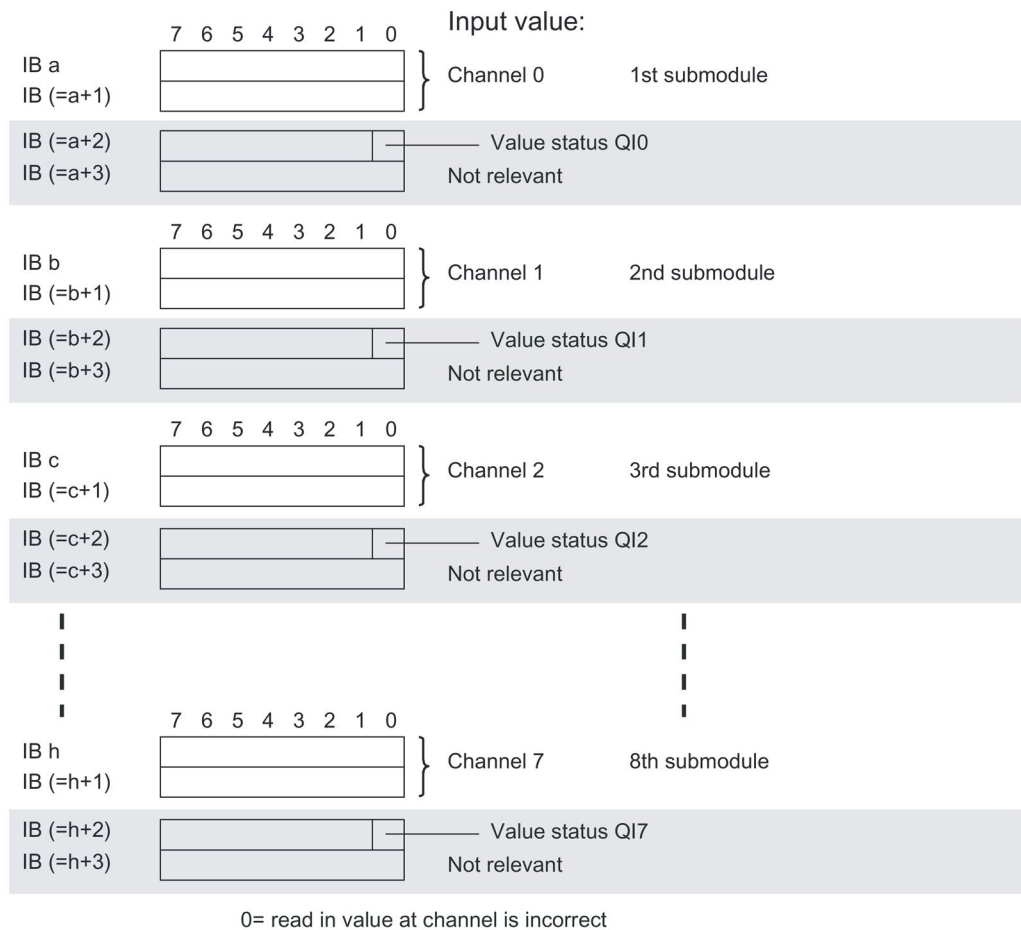 Input value:
7 6 5 4 3 2 1 0
IB a
IB (=a+1)
Channel 0 1st submodule
IB (=a+2) Value status QI0
IB (=a+3) Not relevant
7 6 5 4 3 2 1 0
IB b
IB (=b+1)
Channel 1 2nd submodule
IB (=b+2) Value status QI1
IB (=b+3) Not relevant
7 6 5 4 3 2 1 0
IB c
IB (=c+1)
Channel 2 3rd submodule
IB (=c+2) Value status QI2
IB (=c+3) Not relevant
7 6 5 4 3 2 1 0
IB h
IB (=h+1)
Channel 7 8th submodule
IB (=h+2) Value status QI7
IB (=h+3) Not relevant
0= read in value at channel is incorrect